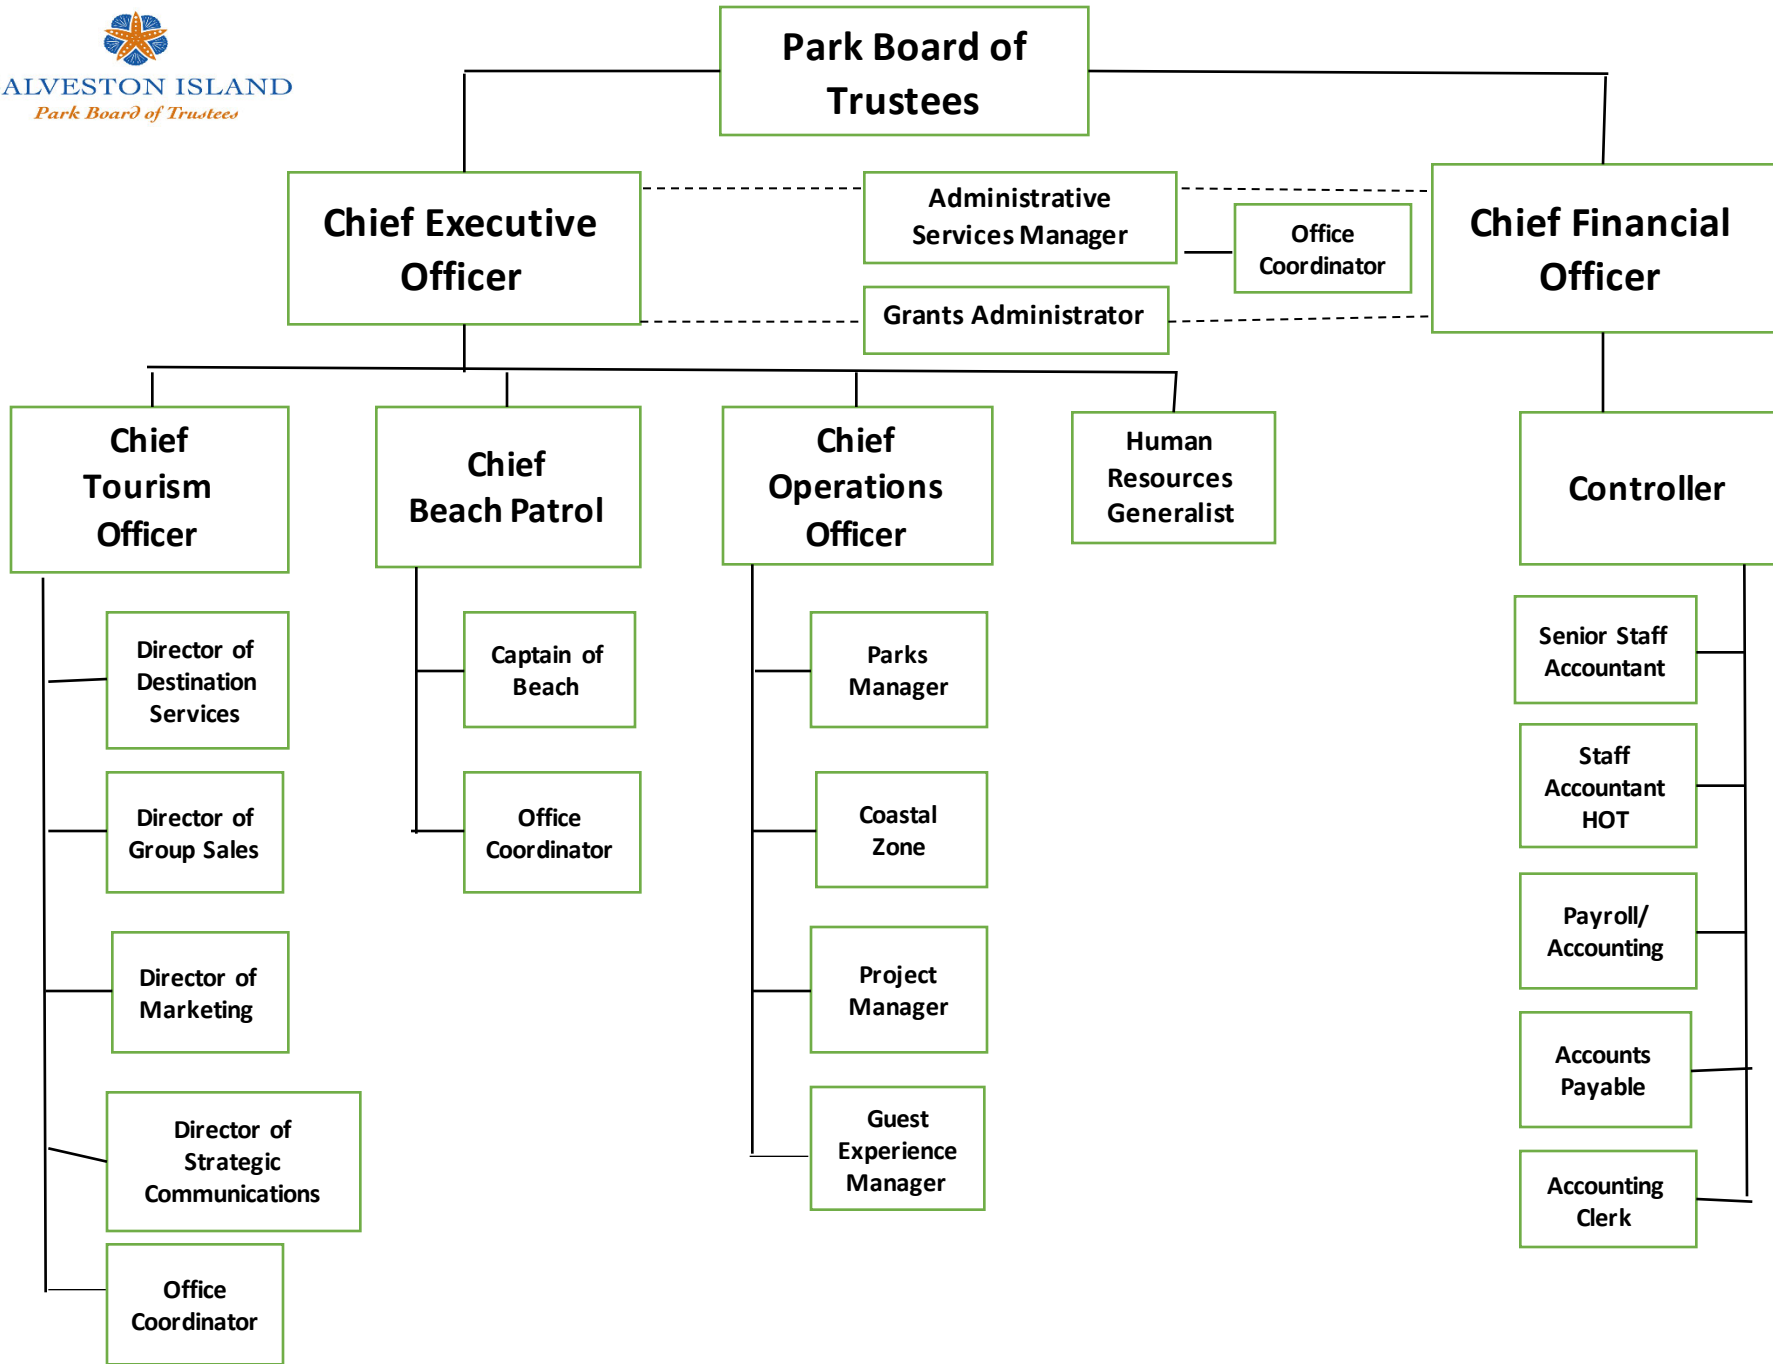 ALVESTON ISLAND
Park Board of Trustees
Park Board of
Trustees
Chief Executive
Officer
Administrative
Services Manager
Office
Coordinator
Grants Administrator
Chief Financial
Officer
Chief
Tourism
Officer
Chief
Beach Patrol
Chief
Operations
Officer
Human
Resources
Generalist
Controller
Director of
Destination
Services
Director of
Group Sales
Director of
Marketing
Director of
Strategic
Communications
Office
Coordinator
Captain of
Beach
Office
Coordinator
Parks
Manager
Coastal
Zone
Project
Manager
Guest
Experience
Manager
Senior Staff
Accountant
Staff
Accountant
HOT
Payroll/
Accounting
Accounts
Payable
Accounting
Clerk